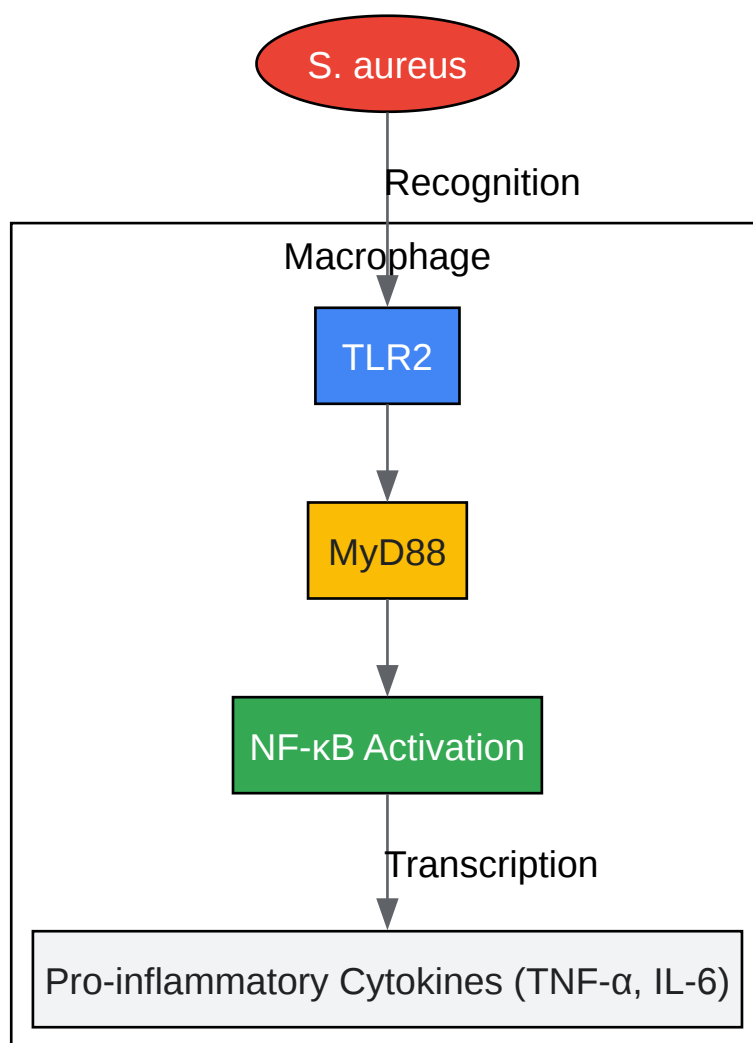 S. aureus
Recognition
Macrophage
TLR2
MyD88
NF-κB Activation
Transcription
Pro-inflammatory Cytokines (TNF-α, IL-6)